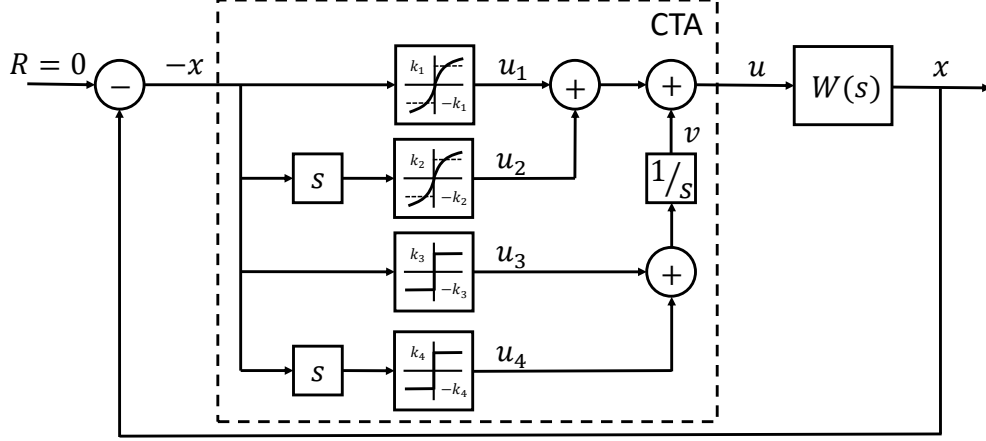 CTA
R = 0
−
−x
k₁
−k₁
u₁
+
+
u
W(s)
x
v
s
k₂
−k₂
u₂
1/s
k₃
−k₃
u₃
+
s
k₄
−k₄
u₄